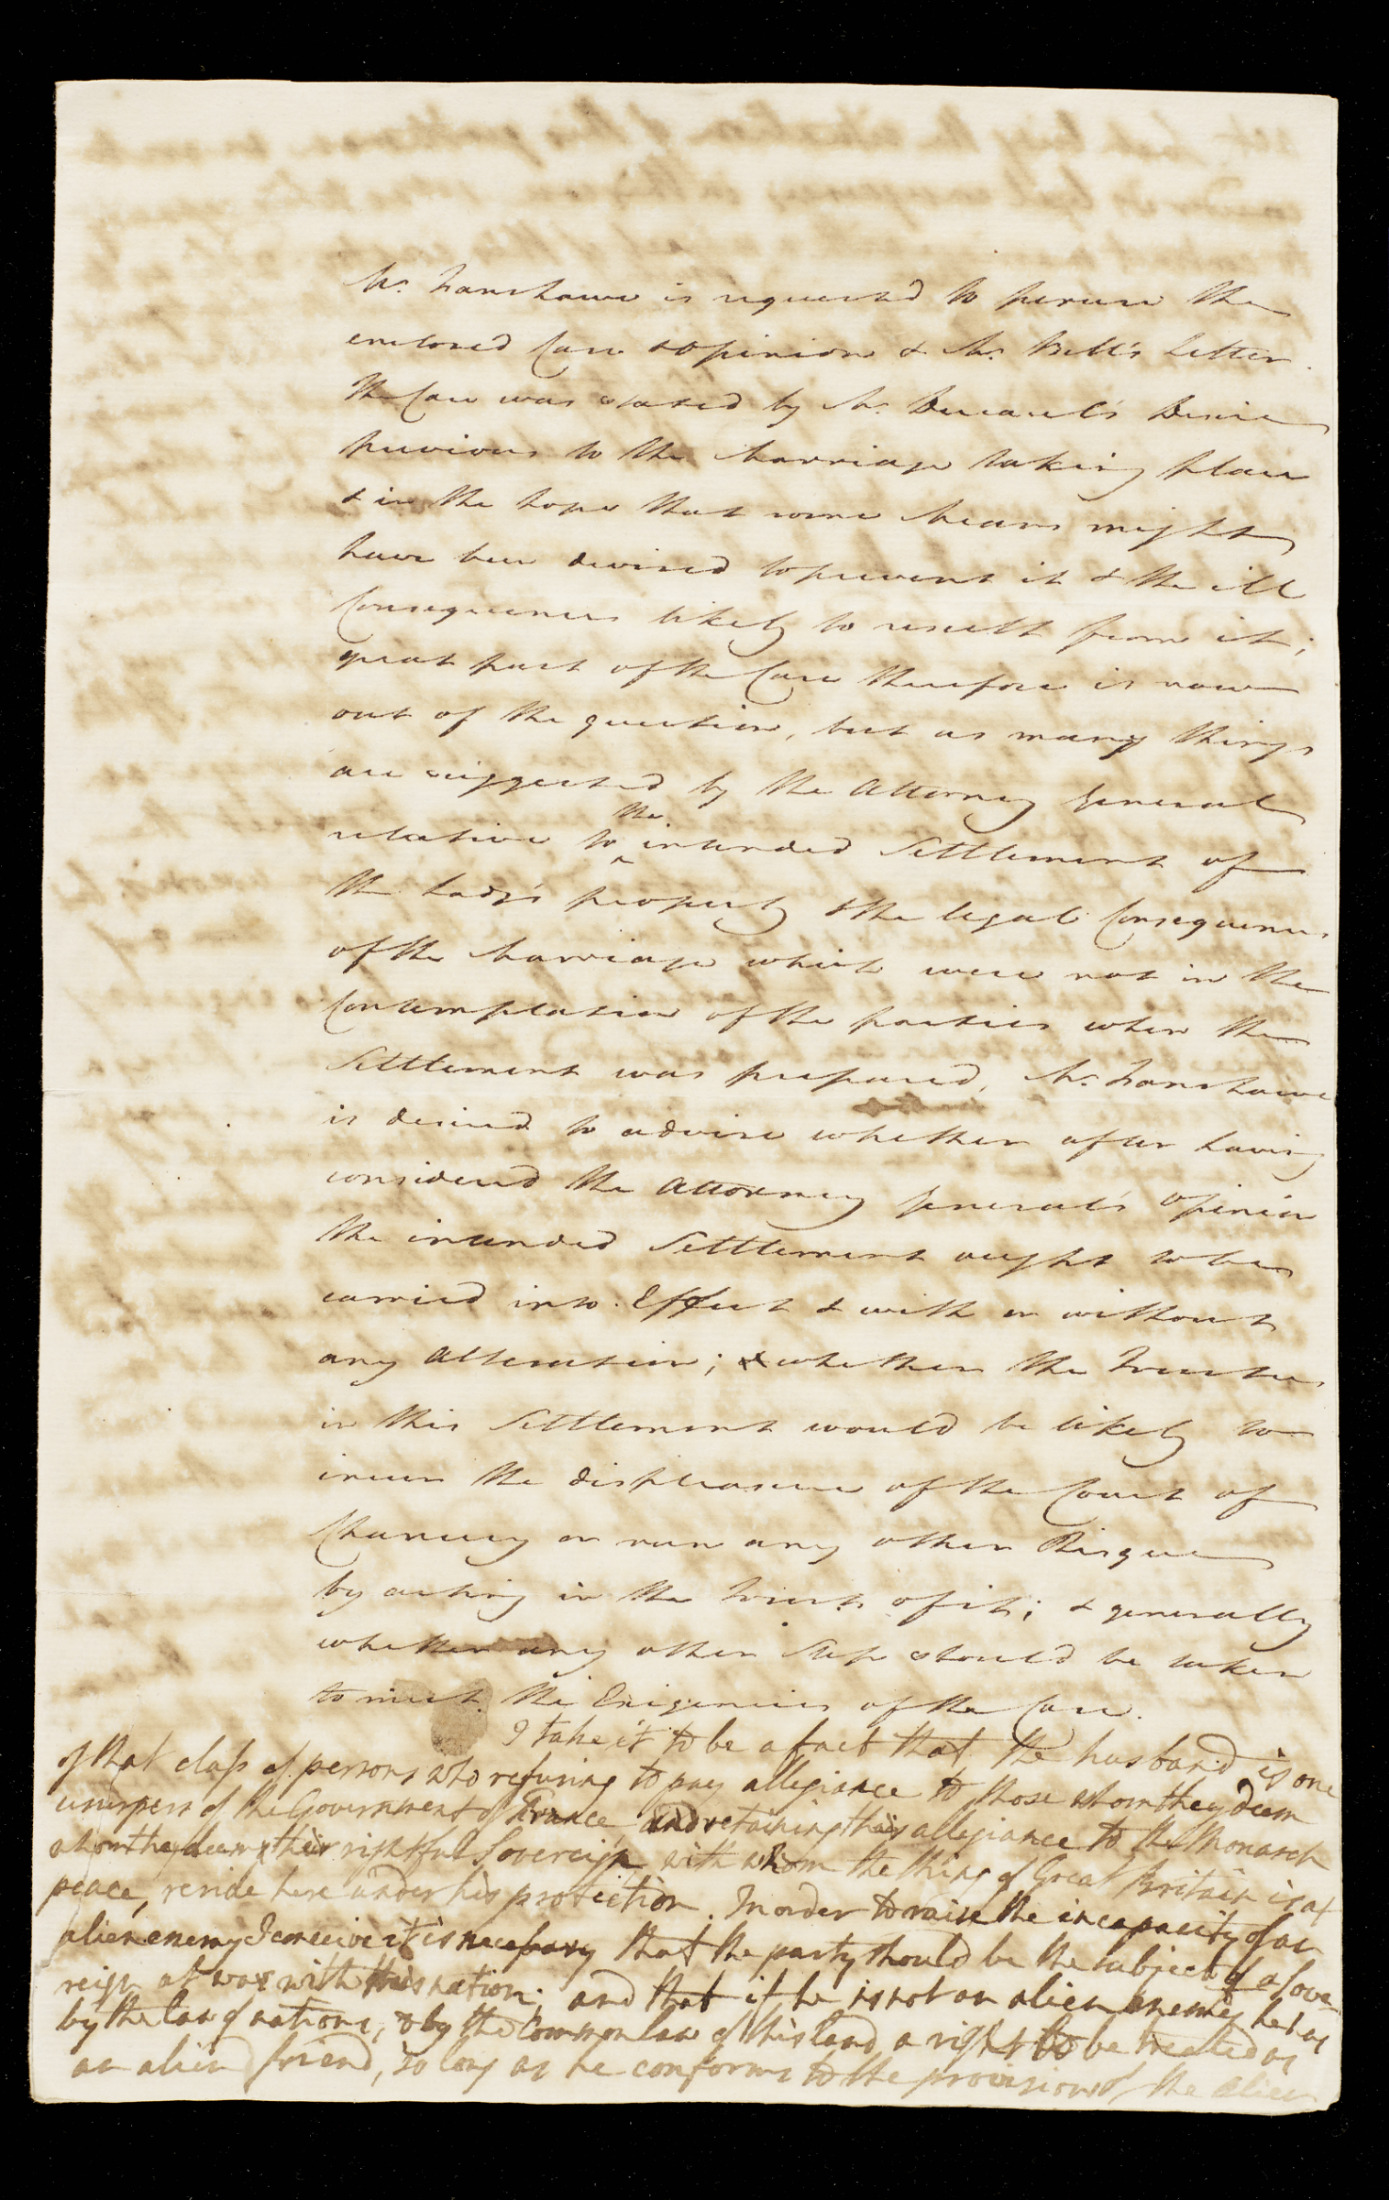 Mr. Fanshawe is requested to peruse the
enclosed Case & Opinion & Mr. Bell's Letter.
The Case was stated by Mr. Ducarel's Desire
previous to the Marriage taking place
& in the hope that some Means might
have been devised to prevent it & the ill
Consequences likely to result from it;
great part of the Case therefore is now
out of the question, but as many things
are suggested by the Attorney General
relative to the intended Settlement of
the Lady's property & the legal Consequences
of the Marriage which were not in the
Contemplation of the parties when the
Settlement was prepared, Mr. Fanshawe
is desired to advise whether after having
considered the Attorney General's opinion
the intended Settlement ought to be
carried into Effect & with or without
any Alteration; & whether the Trustees
in this Settlement would be likely to
incur the displeasure of the Court of
Chancery or run any other Risque
by acting in the Trusts of it; & generally
whether any other Step should be taken
to meet the Exigencies of the Case.
I take it to be a fact that the husband is one
of that class of persons who refusing to pay allegiance to those whom they deem
usurpers of the Government of France, and retaining their allegiance to the Monarch
whom they deem their rightful Sovereign with whom the King of Great Britain is at
peace, reside here under his protection. In order to raise the incapacity of an
alien enemy I conceive it is necessary that the party should be the subject of a Sove-
reign at war with this nation; and that if he is not an alien enemy he has
by the law of nations, & by the Common law of this land, a right to be treated as
an alien friend, so long as he conforms to the provisions of the Alien